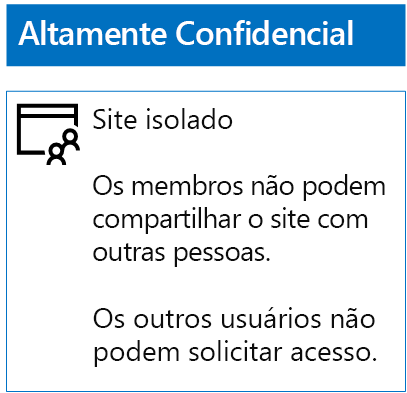 Altamente Confidencial
Site isolado
Os membros não podem
compartilhar o site com
outras pessoas.
Os outros usuários não
podem solicitar acesso.